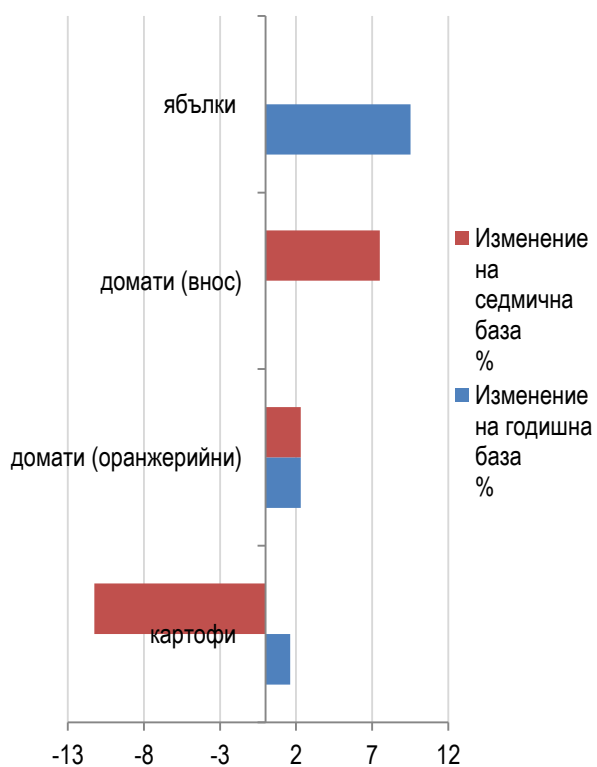 ябълки
домати (внос)
домати (оранжерийни)
картофи
-13 -8 -3 2 7 12
Изменение
на
седмична
база
%
Изменение
на годишна
база
%